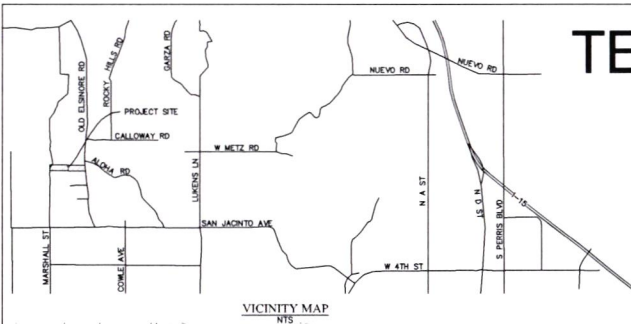 TE
OLD ELSINORE RD
ROCKY HILLS RD
GARZA RD
NUEVO RD
NUEVO RD
PROJECT SITE
CALLOWAY RD
ALOHA RD
W METZ RD
LUKENS LN
N A ST
N D ST
S PERRIS BLVD
I-15
MARSHALL ST
COWLE AVE
SAN JACINTO AVE
W 4TH ST
VICINITY MAP
NTS